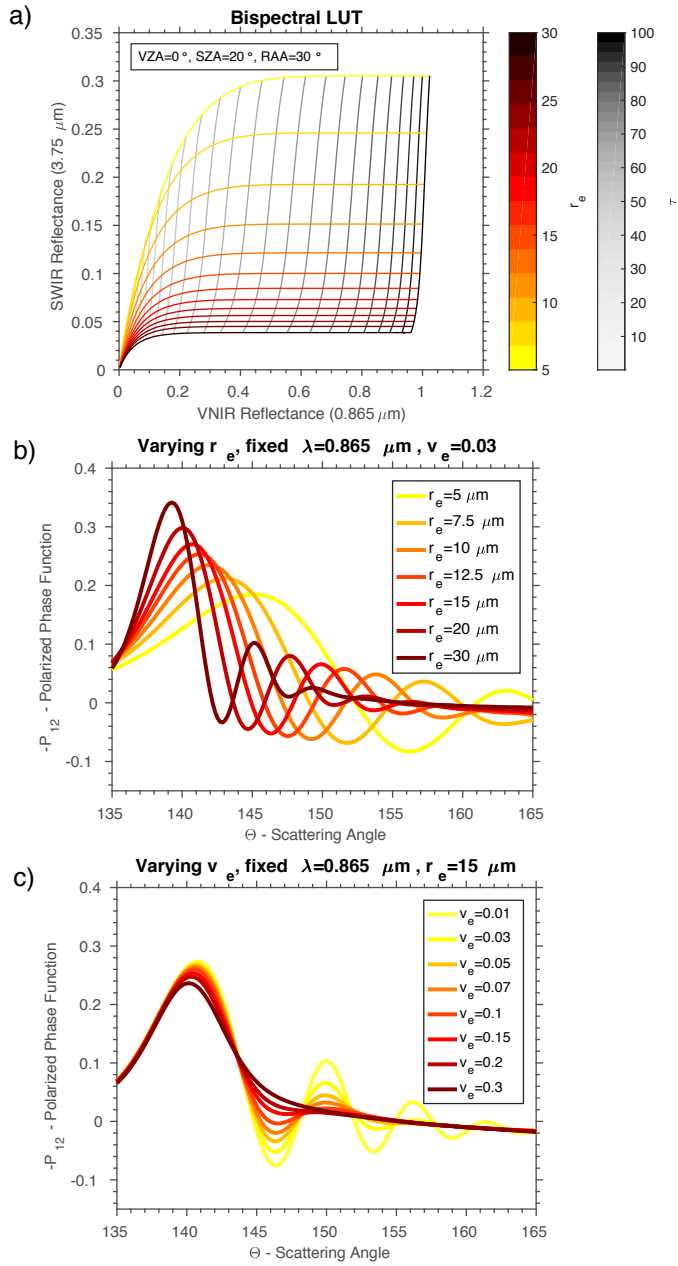 a)
Bispectral LUT
VZA=0°, SZA=20°, RAA=30°
SWIR Reflectance (3.75 μm)
0.35
0.3
0.25
0.2
0.15
0.1
0.05
0
0 0.2 0.4 0.6 0.8 1 1.2
VNIR Reflectance (0.865 μm)
30
25
20
15
10
5
r_e
100
90
80
70
60
50
40
30
20
10
τ
b)
Varying r_e, fixed λ=0.865 μm, v_e=0.03
-P_12 - Polarized Phase Function
0.4
0.3
0.2
0.1
0
-0.1
r_e=5 μm
r_e=7.5 μm
r_e=10 μm
r_e=12.5 μm
r_e=15 μm
r_e=20 μm
r_e=30 μm
135 140 145 150 155 160 165
Θ - Scattering Angle
c)
Varying v_e, fixed λ=0.865 μm, r_e=15 μm
-P_12 - Polarized Phase Function
0.4
0.3
0.2
0.1
0
-0.1
v_e=0.01
v_e=0.03
v_e=0.05
v_e=0.07
v_e=0.1
v_e=0.15
v_e=0.2
v_e=0.3
135 140 145 150 155 160 165
Θ - Scattering Angle